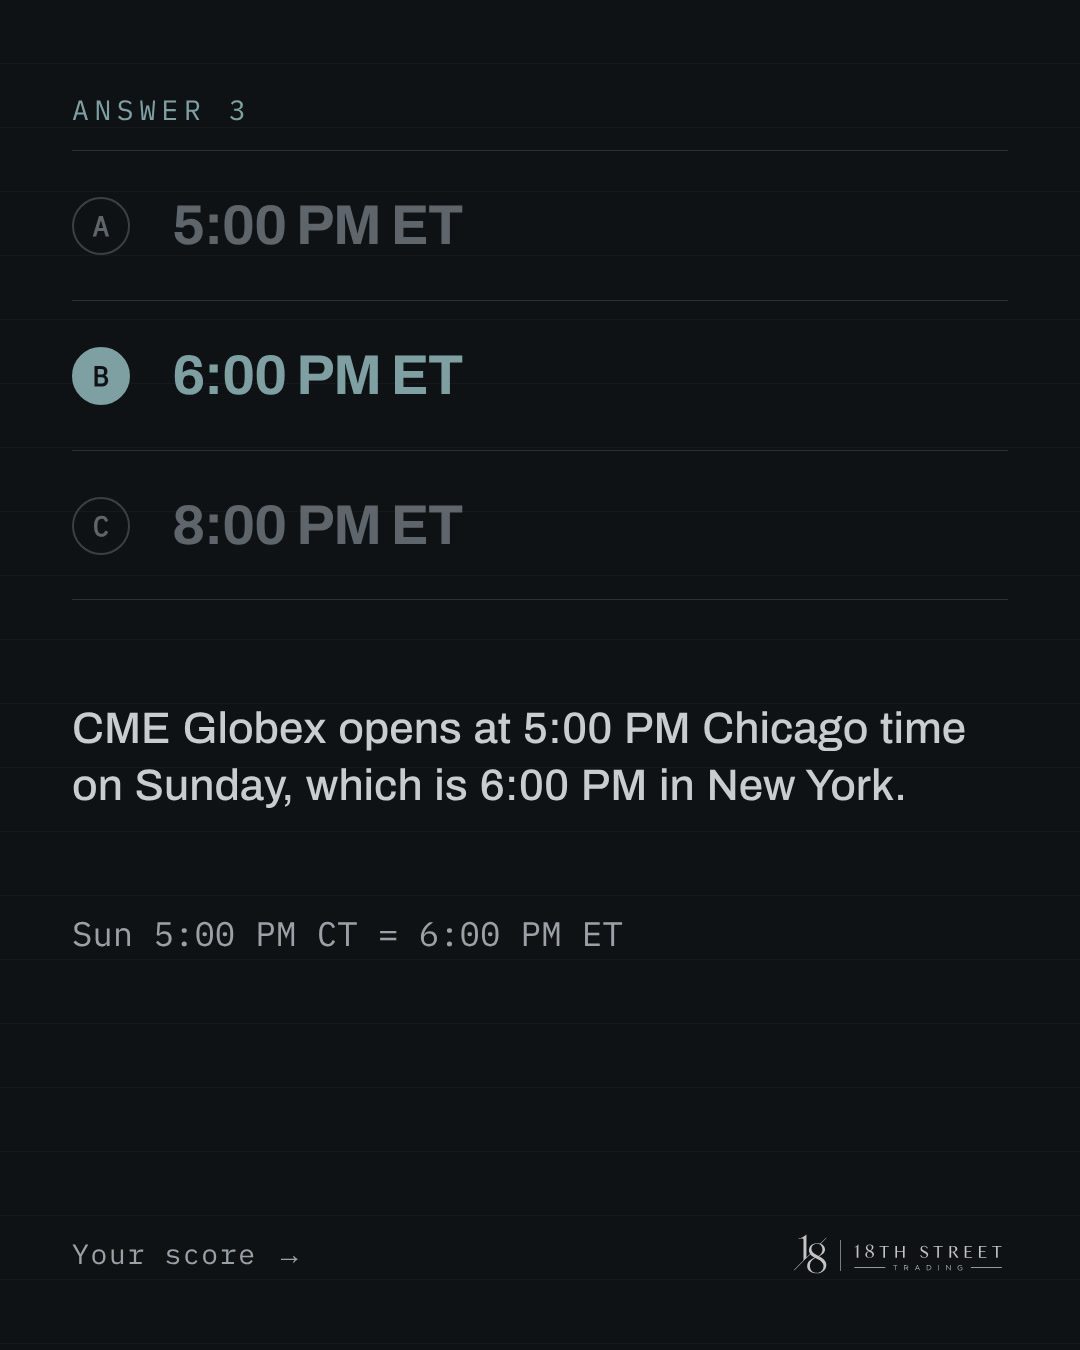 ANSWER 3
A 5:00 PM ET
B 6:00 PM ET
C 8:00 PM ET
CME Globex opens at 5:00 PM Chicago time
on Sunday, which is 6:00 PM in New York.
Sun 5:00 PM CT = 6:00 PM ET
Your score →
18 18TH STREET
TRADING